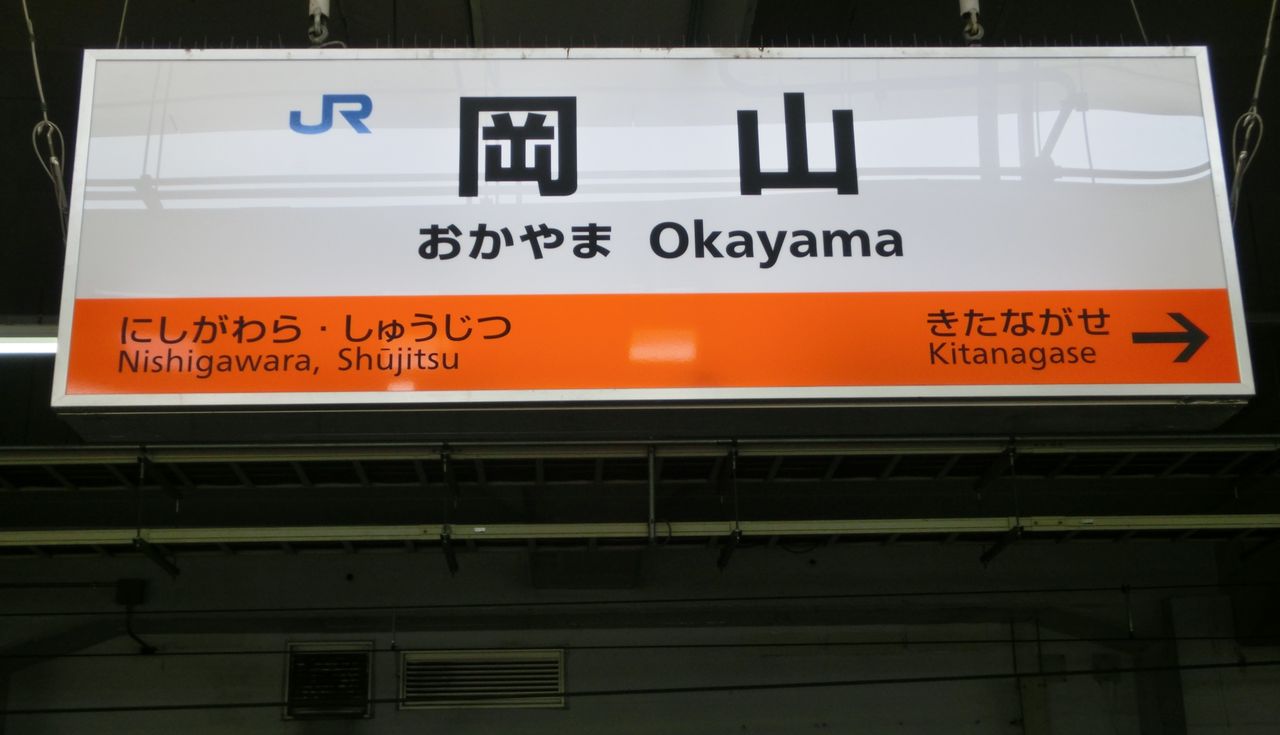 JR 岡山
おかやま Okayama
にしがわら・しゅうじつ
Nishigawara, Shūjitsu
きたながせ →
Kitanagase